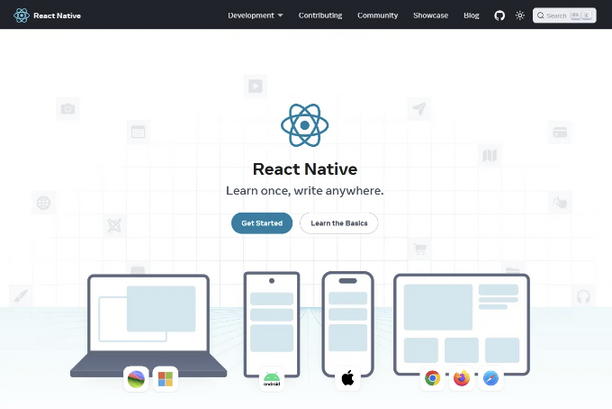 React Native
Development
Contributing
Community
Showcase
Blog
Search
React Native
Learn once, write anywhere.
Get Started
Learn the Basics
android